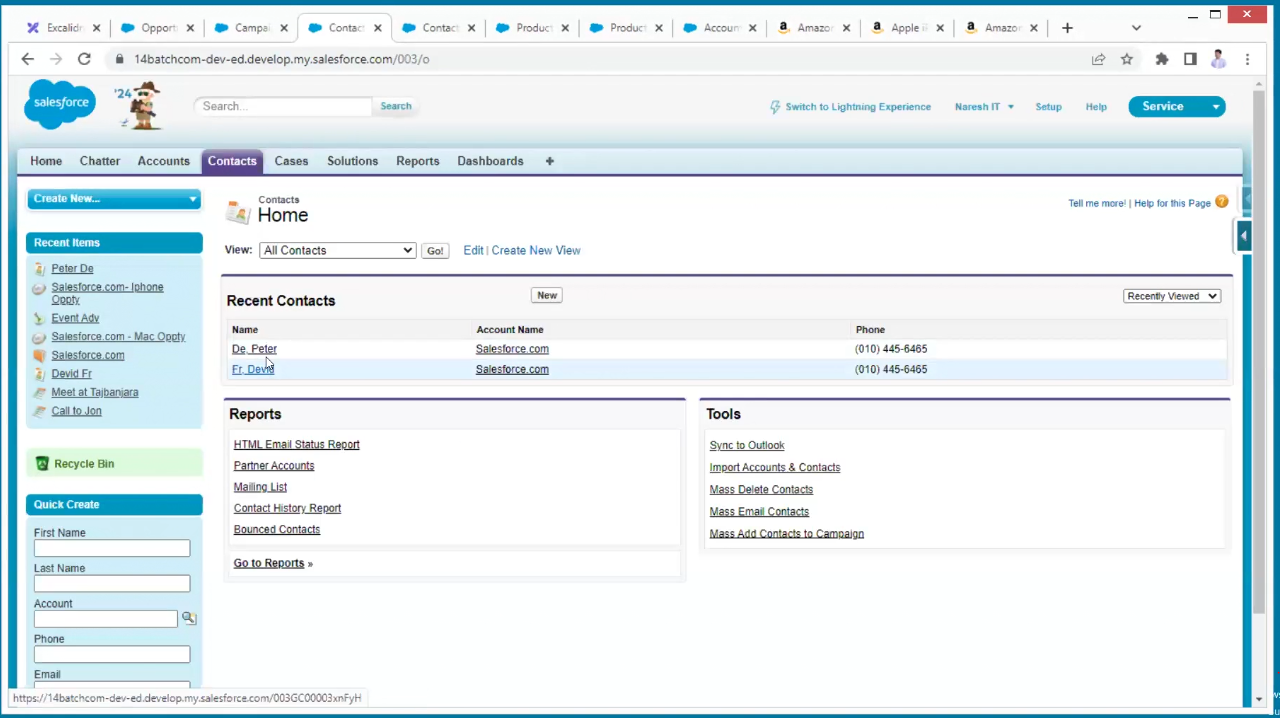 Excalidr
Opport
Campai
Contact
Contact
Product
Product
Accoun
Amazon
Apple i
Amazon
14batchcom-dev-ed.develop.my.salesforce.com/003/o
salesforce
'24
Search...
Search
Switch to Lightning Experience
Naresh IT
Setup
Help
Service
Home
Chatter
Accounts
Contacts
Cases
Solutions
Reports
Dashboards
Create New...
Contacts
Home
Tell me more! | Help for this Page
View:
All Contacts
Go!
Edit | Create New View
Recent Items
Peter De
Salesforce.com- Iphone
Oppty
Event Adv
Salesforce.com - Mac Oppty
Salesforce.com
Devid Fr
Meet at Tajbanjara
Call to Jon
Recycle Bin
Quick Create
First Name
Last Name
Account
Phone
Email
Recent Contacts
New
Recently Viewed
Name Account Name Phone
De, Peter Salesforce.com (010) 445-6465
Fr, Devid Salesforce.com (010) 445-6465
Reports
HTML Email Status Report
Partner Accounts
Mailing List
Contact History Report
Bounced Contacts
Go to Reports »
Tools
Sync to Outlook
Import Accounts & Contacts
Mass Delete Contacts
Mass Email Contacts
Mass Add Contacts to Campaign
https://14batchcom-dev-ed.develop.my.salesforce.com/003GC00003xnFyH